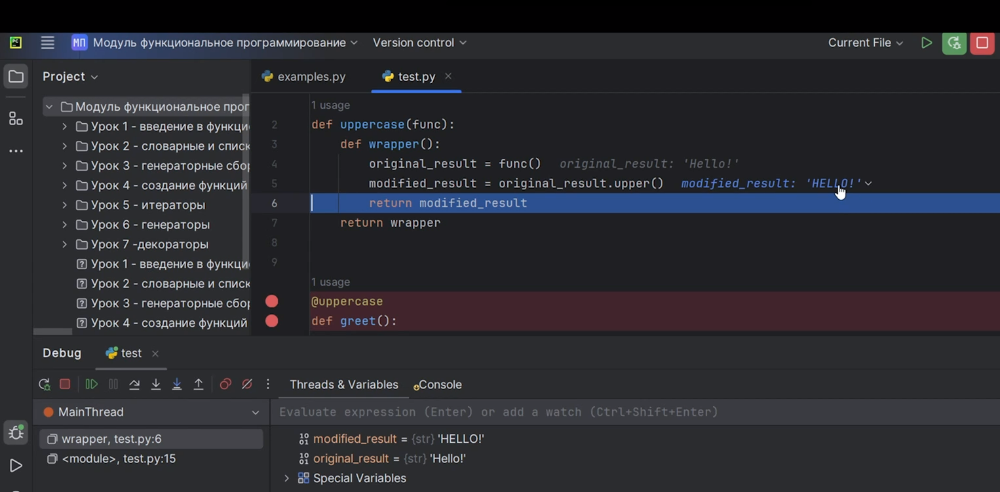 PC МП Модуль функциональное программирование Version control Current File
Project examples.py test.py
Модуль функциональное прог
Урок 1 - введение в функци
Урок 2 - словарные и списк
Урок 3 - генераторные сбор
Урок 4 - создание функций
Урок 5 - итераторы
Урок 6 - генераторы
Урок 7 -декораторы
Урок 1 - введение в функци
Урок 2 - словарные и списк
Урок 3 - генераторные сбор
Урок 4 - создание функций
1 usage
2 def uppercase(func):
3 def wrapper():
4 original_result = func() original_result: 'Hello!'
5 modified_result = original_result.upper() modified_result: 'HELLO!'
6 return modified_result
7 return wrapper
8
9
1 usage
@uppercase
def greet():
Debug test
Threads & Variables Console
MainThread
wrapper, test.py:6
<module>, test.py:15
Evaluate expression (Enter) or add a watch (Ctrl+Shift+Enter)
modified_result = {str} 'HELLO!'
original_result = {str} 'Hello!'
Special Variables